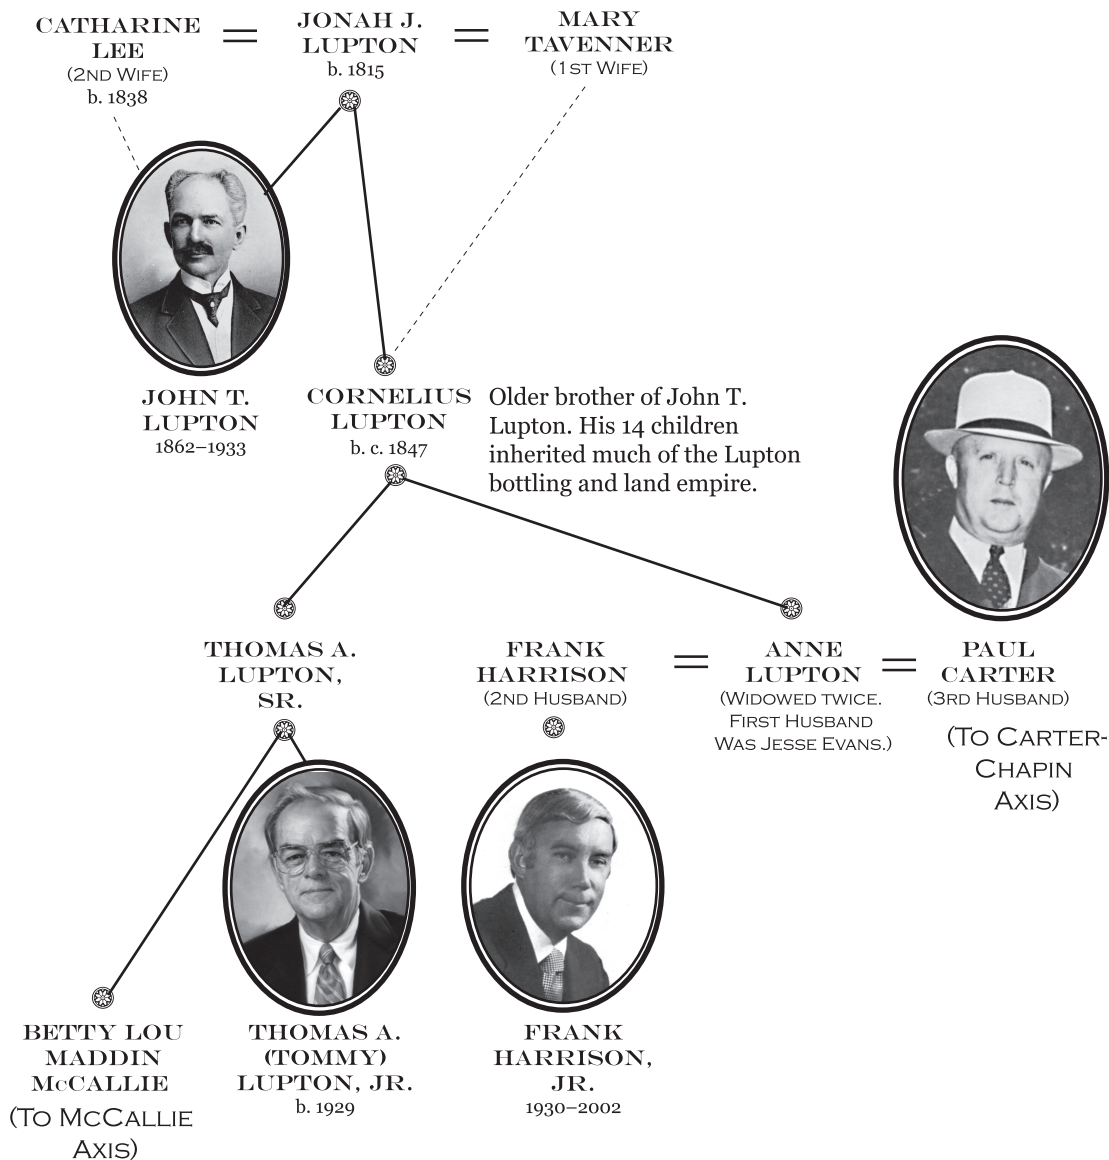 CATHARINE
LEE
(2ND WIFE)
b. 1838
=
JONAH J.
LUPTON
b. 1815
=
MARY
TAVENNER
(1ST WIFE)
JOHN T.
LUPTON
1862–1933
CORNELIUS
LUPTON
b. c. 1847
Older brother of John T.
Lupton. His 14 children
inherited much of the Lupton
bottling and land empire.
THOMAS A.
LUPTON,
SR.
FRANK
HARRISON
(2ND HUSBAND)
=
ANNE
LUPTON
(WIDOWED TWICE.
FIRST HUSBAND
WAS JESSE EVANS.)
=
PAUL
CARTER
(3RD HUSBAND)
(TO CARTER-
CHAPIN
AXIS)
BETTY LOU
MADDIN
McCALLIE
(TO MCCALLIE
AXIS)
THOMAS A.
(TOMMY)
LUPTON, JR.
b. 1929
FRANK
HARRISON,
JR.
1930–2002